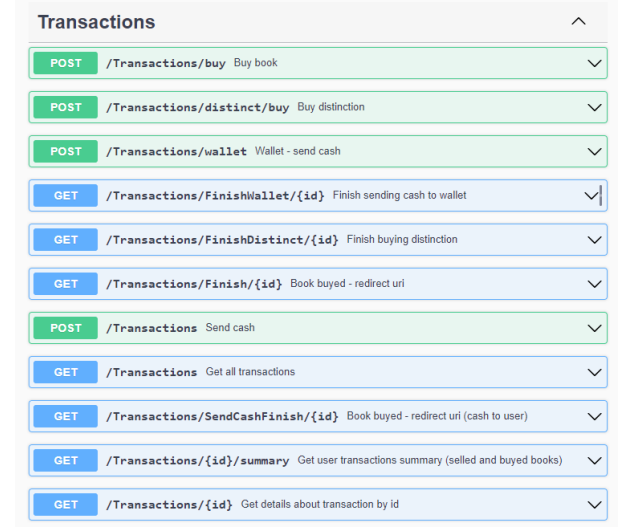 Transactions
POST /Transactions/buy Buy book
POST /Transactions/distinct/buy Buy distinction
POST /Transactions/wallet Wallet - send cash
GET /Transactions/FinishWallet/{id} Finish sending cash to wallet
GET /Transactions/FinishDistinct/{id} Finish buying distinction
GET /Transactions/Finish/{id} Book buyed - redirect uri
POST /Transactions Send cash
GET /Transactions Get all transactions
GET /Transactions/SendCashFinish/{id} Book buyed - redirect uri (cash to user)
GET /Transactions/{id}/summary Get user transactions summary (selled and buyed books)
GET /Transactions/{id} Get details about transaction by id